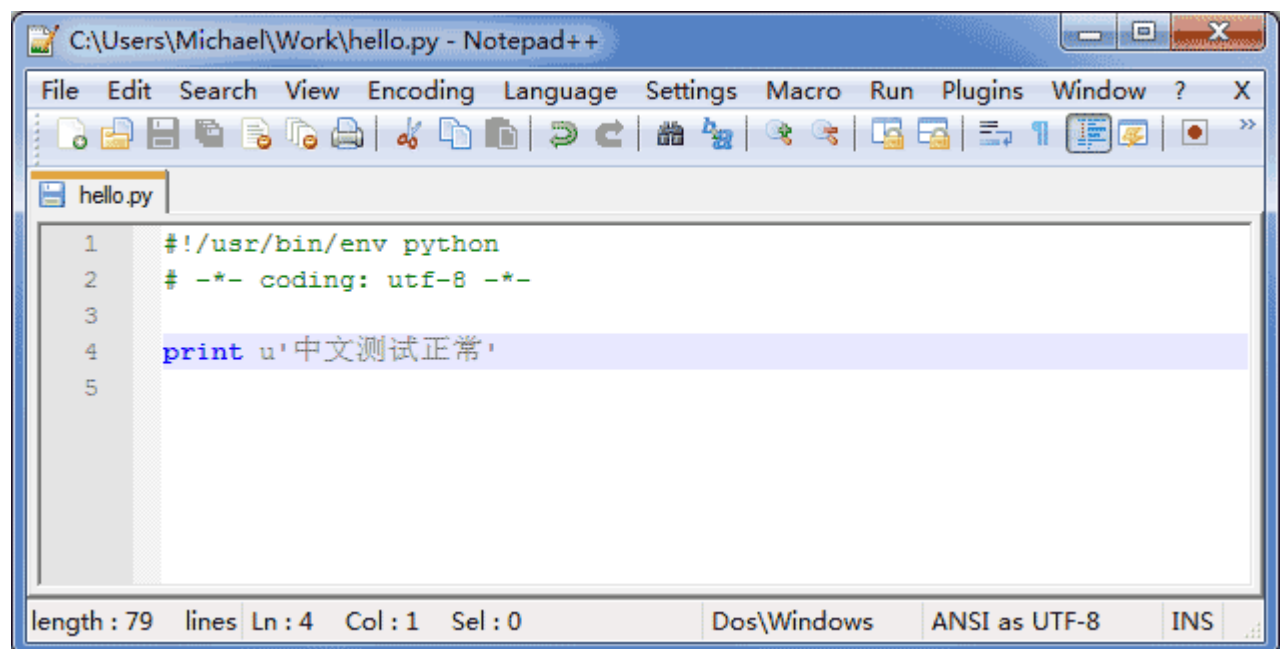 C:\Users\Michael\Work\hello.py - Notepad++
File Edit Search View Encoding Language Settings Macro Run Plugins Window ? X
hello.py
1 #!/usr/bin/env python
2 # -*- coding: utf-8 -*-
3
4 print u'中文测试正常'
5
length : 79 lines Ln : 4 Col : 1 Sel : 0 Dos\Windows ANSI as UTF-8 INS